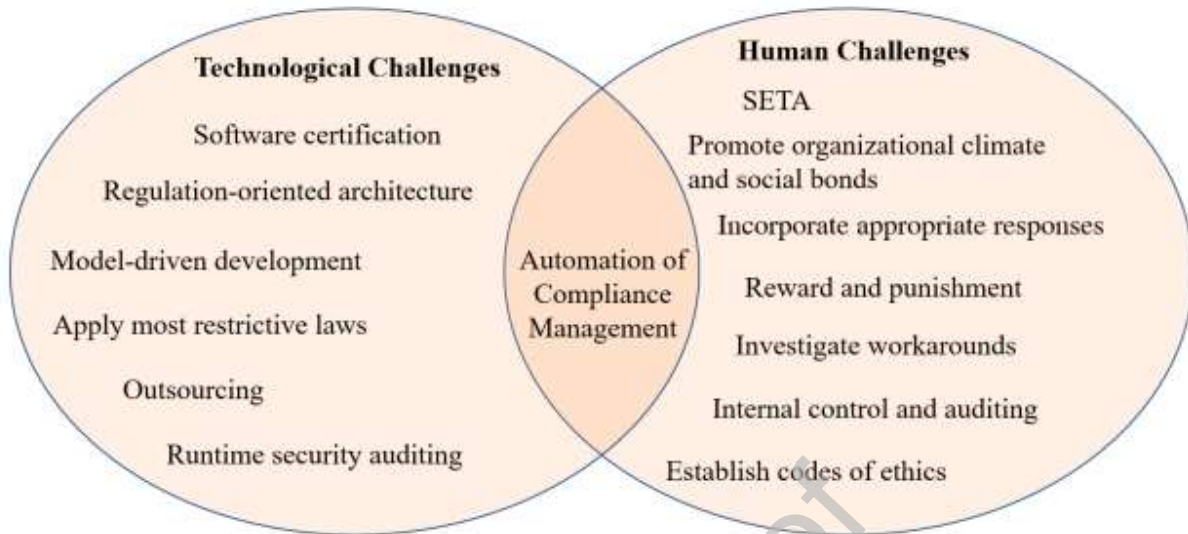 Technological Challenges
Software certification
Regulation-oriented architecture
Model-driven development
Apply most restrictive laws
Outsourcing
Runtime security auditing
Automation of
Compliance
Management
Human Challenges
SETA
Promote organizational climate
and social bonds
Incorporate appropriate responses
Reward and punishment
Investigate workarounds
Internal control and auditing
Establish codes of ethics